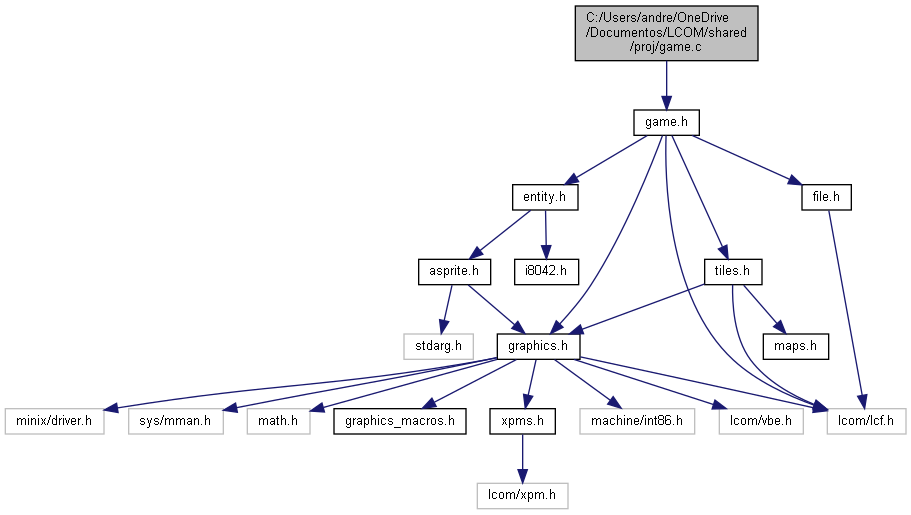 C:/Users/andre/OneDrive
/Documentos/LCOM/shared
/proj/game.c
game.h
entity.h
file.h
asprite.h
i8042.h
tiles.h
stdarg.h
graphics.h
maps.h
minix/driver.h
sys/mman.h
math.h
graphics_macros.h
xpms.h
machine/int86.h
lcom/vbe.h
lcom/lcf.h
lcom/xpm.h